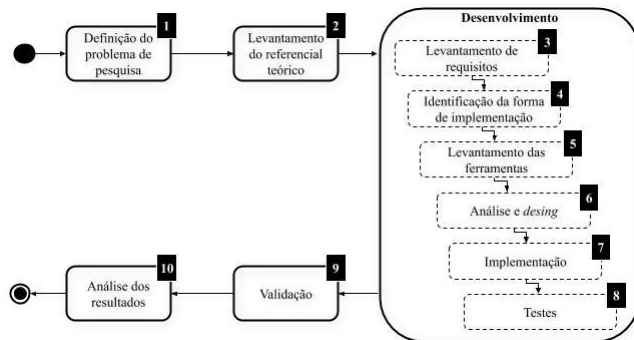 1
Definição do
problema de
pesquisa
2
Levantamento
do referencial
teórico
Desenvolvimento
3
Levantamento de
requisitos
4
Identificação da forma
de implementação
5
Levantamento das
ferramentas
6
Análise e desing
7
Implementação
8
Testes
9
Validação
10
Análise dos
resultados